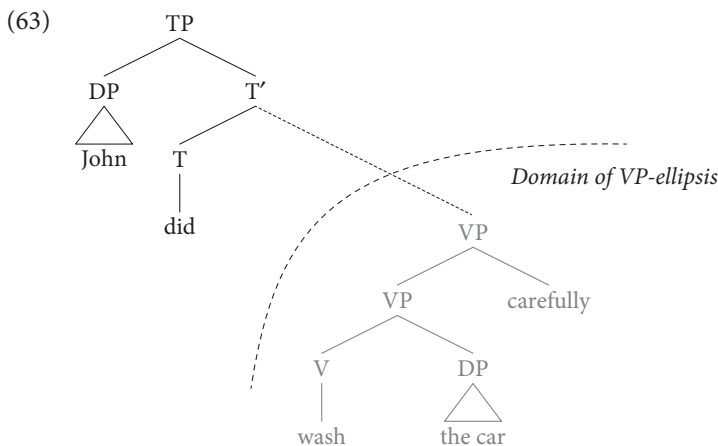 (63)
TP
DP T′
John T
Domain of VP-ellipsis
did
VP
VP carefully
V DP
wash the car